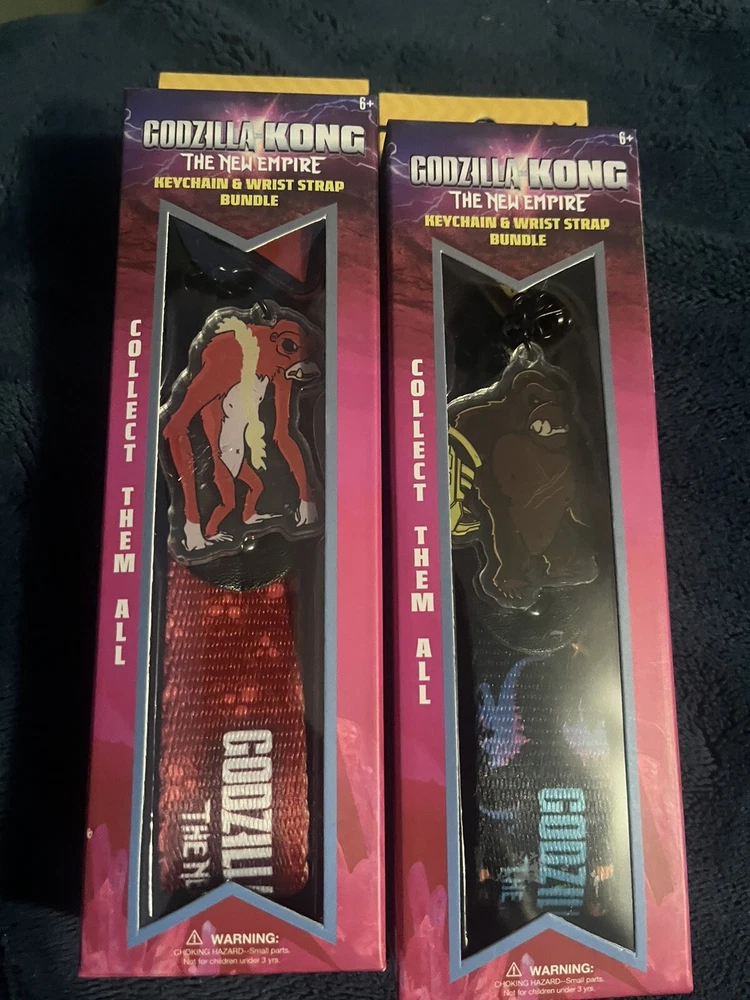 6+
GODZILLA KONG
THE NEW EMPIRE
KEYCHAIN & WRIST STRAP
BUNDLE
COLLECT THEM ALL
GODZILL
THE N
WARNING:
CHOKING HAZARD--Small parts.
Not for children under 3 yrs.
6+
GODZILLA KONG
THE NEW EMPIRE
KEYCHAIN & WRIST STRAP
BUNDLE
COLLECT THEM ALL
GODZIL
THE
WARNING:
CHOKING HAZARD--Small parts.
Not for children under 3 yrs.